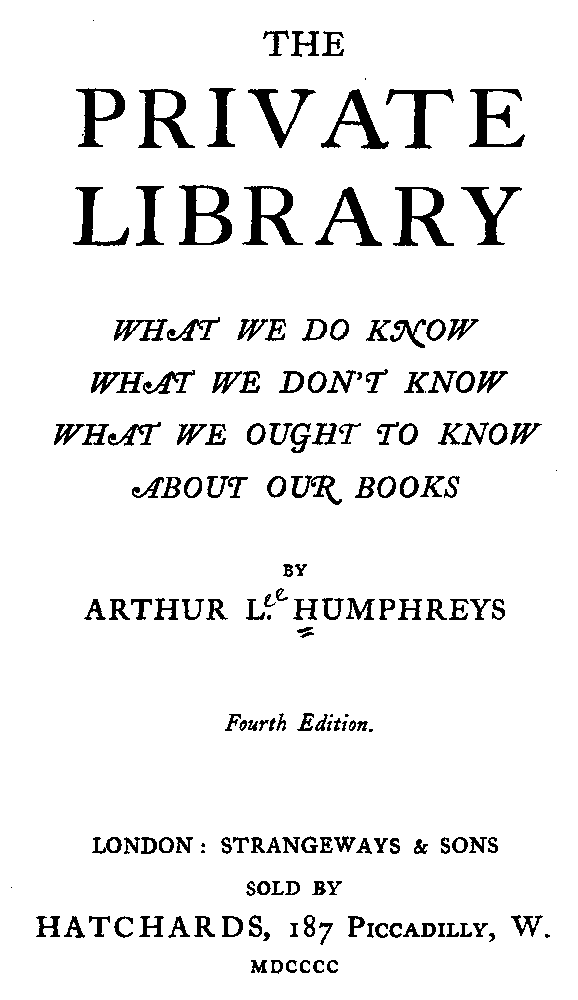 THE
PRIVATE
LIBRARY
WHAT WE DO KNOW
WHAT WE DON'T KNOW
WHAT WE OUGHT TO KNOW
ABOUT OUR BOOKS
BY
ARTHUR L.ee HUMPHREYS
Fourth Edition.
LONDON: STRANGEWAYS & SONS
SOLD BY
HATCHARDS, 187 PICCADILLY, W.
MDCCCC